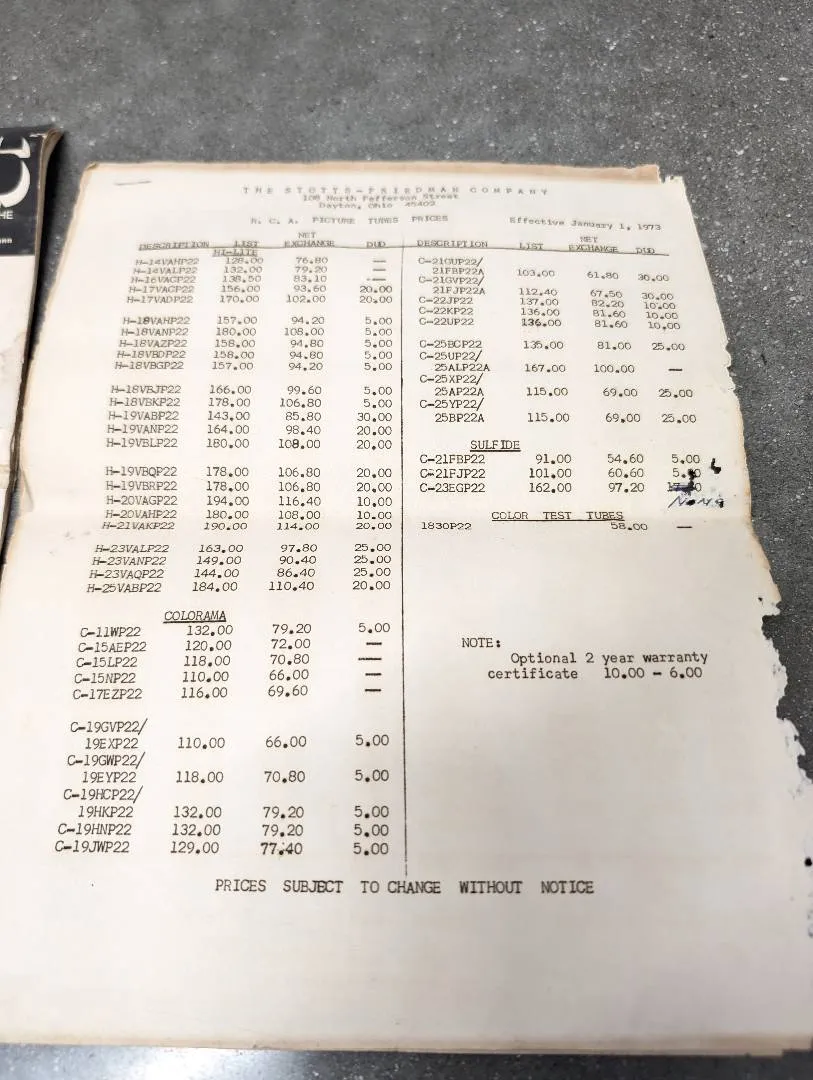 THE STOTTS-FRIEDMAN COMPANY
108 North Jefferson Street
Dayton, Ohio 45402
R. C. A. PICTURE TUBES PRICES Effective January 1, 1973
DESCRIPTION LIST NET EXCHANGE DUD
HI-LITE
H-14VAHP22 128.00 76.80 —
H-14VALP22 132.00 79.20 —
H-16VACP22 138.50 83.10 —
H-17VACP22 156.00 93.60 20.00
H-17VADP22 170.00 102.00 20.00
H-18VAHP22 157.00 94.20 5.00
H-18VANP22 180.00 108.00 5.00
H-18VAZP22 158.00 94.80 5.00
H-18VBDP22 158.00 94.80 5.00
H-18VBGP22 157.00 94.20 5.00
H-18VBJP22 166.00 99.60 5.00
H-18VBKP22 178.00 106.80 5.00
H-19VABP22 143.00 85.80 30.00
H-19VANP22 164.00 98.40 20.00
H-19VBLP22 180.00 108.00 20.00
H-19VBQP22 178.00 106.80 20.00
H-19VBRP22 178.00 106.80 20.00
H-20VAGP22 194.00 116.40 10.00
H-20VAHP22 180.00 108.00 10.00
H-21VAKP22 190.00 114.00 20.00
H-23VALP22 163.00 97.80 25.00
H-23VANP22 149.00 90.40 25.00
H-23VAQP22 144.00 86.40 25.00
H-25VABP22 184.00 110.40 20.00
COLORAMA
C-11WP22 132.00 79.20 5.00
C-15AEP22 120.00 72.00 —
C-15LP22 118.00 70.80 —
C-15NP22 110.00 66.00 —
C-17EZP22 116.00 69.60 —
C-19GVP22/
19EXP22 110.00 66.00 5.00
C-19GWP22/
19EYP22 118.00 70.80 5.00
C-19HCP22/
19HKP22 132.00 79.20 5.00
C-19HNP22 132.00 79.20 5.00
C-19JWP22 129.00 77.40 5.00
DESCRIPTION LIST NET EXCHANGE DUD
C-21GUP22/
21FBP22A 103.00 61.80 30.00
C-21GVP22/
21FJP22A 112.40 67.50 30.00
C-22JP22 137.00 82.20 10.00
C-22KP22 136.00 81.60 10.00
C-22UP22 136.00 81.60 10.00
C-25BCP22 135.00 81.00 25.00
C-25UP22/
25ALP22A 167.00 100.00 —
C-25XP22/
25AP22A 115.00 69.00 25.00
C-25YP22/
25BP22A 115.00 69.00 25.00
SULFIDE
C-21FBP22 91.00 54.60 5.00
C-21FJP22 101.00 60.60
C-23EGP22 162.00 97.20
COLOR TEST TUBES
1830P22 58.00 —
NOTE:
Optional 2 year warranty
certificate 10.00 - 6.00
PRICES SUBJECT TO CHANGE WITHOUT NOTICE